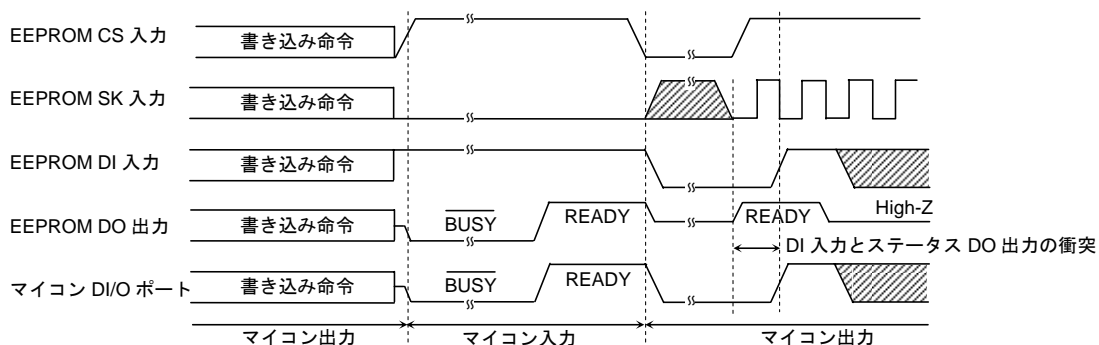 EEPROM CS 入力 書き込み命令
EEPROM SK 入力 書き込み命令
EEPROM DI 入力 書き込み命令
EEPROM DO 出力 書き込み命令 BUSY READY READY High-Z
DI 入力とステータス DO 出力の衝突
マイコン DI/O ポート 書き込み命令 BUSY READY
マイコン出力 マイコン入力 マイコン出力